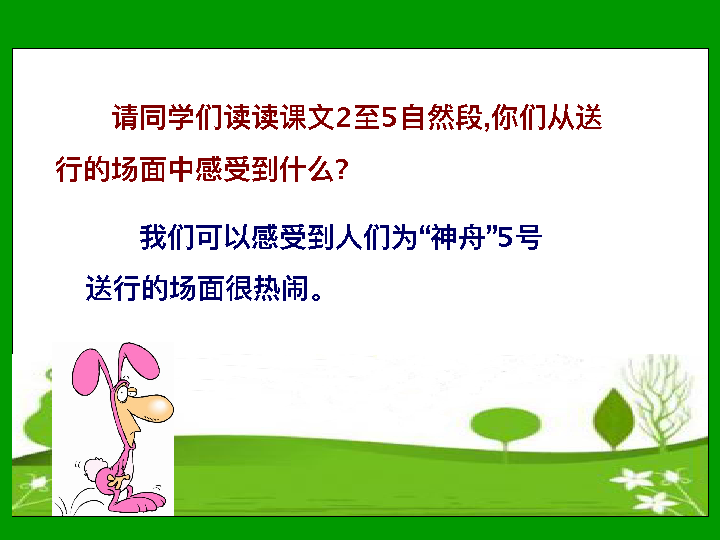 请同学们读读课文2至5自然段,你们从送
行的场面中感受到什么?
我们可以感受到人们为“神舟”5号
送行的场面很热闹。